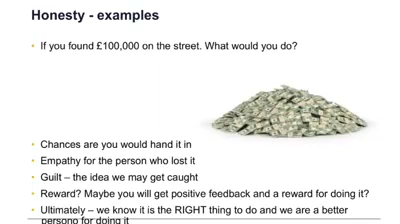 Honesty - examples
• If you found £100,000 on the street. What would you do?
• Chances are you would hand it in
• Empathy for the person who lost it
• Guilt – the idea we may get caught
• Reward? Maybe you will get positive feedback and a reward for doing it?
• Ultimately – we know it is the RIGHT thing to do and we are a better
persono for doing it